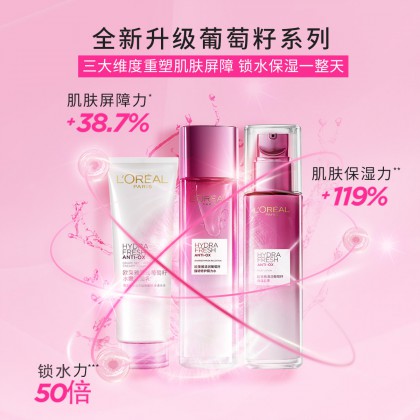 全新升级葡萄籽系列
三大维度重塑肌肤屏障 锁水保湿一整天
肌肤屏障力*
+38.7%
肌肤保湿力**
+119%
L'ORÉAL
PARIS
HYDRA
FRESH
ANTI-OX
L'ORÉAL
HYDRA
FRESH
ANTI-OX
L'ORÉAL
HYDRA
FRESH
ANTI-OX
锁水力***
50倍